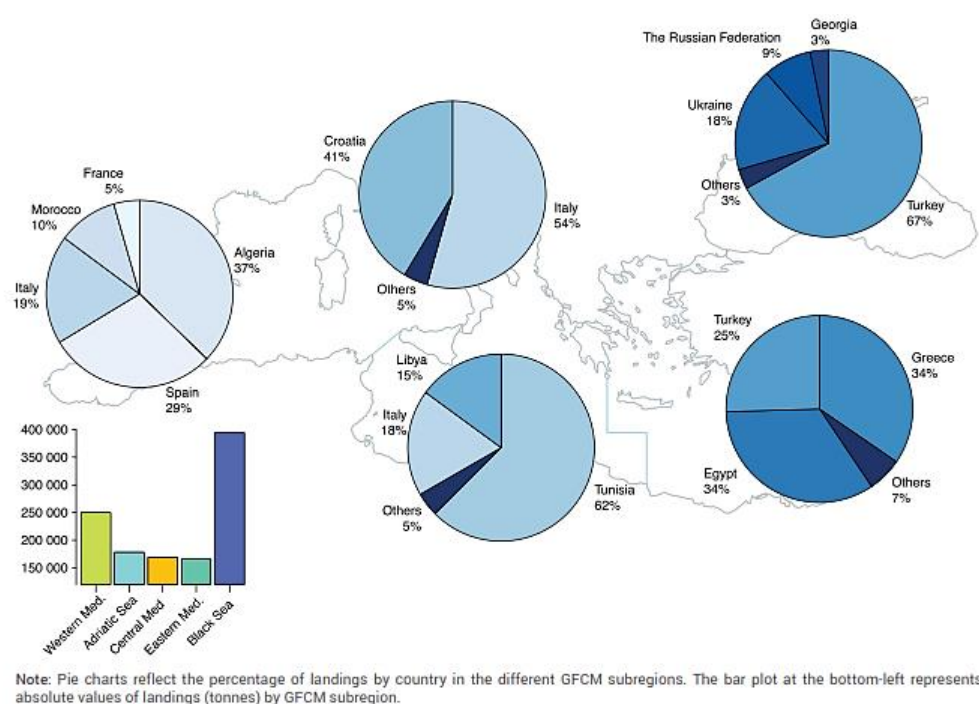 Georgia
3%
The Russian Federation
9%
Ukraine
18%
Others
3%
Turkey
67%
Croatia
41%
Italy
54%
Others
5%
France
5%
Morocco
10%
Algeria
37%
Italy
19%
Spain
29%
Libya
15%
Italy
18%
Others
5%
Tunisia
62%
Turkey
25%
Greece
34%
Egypt
34%
Others
7%
400 000
350 000
300 000
250 000
200 000
150 000
Western Med.
Adriatic Sea
Central Med
Eastern Med.
Black Sea
Note: Pie charts reflect the percentage of landings by country in the different GFCM subregions. The bar plot at the bottom-left represents
absolute values of landings (tonnes) by GFCM subregion.